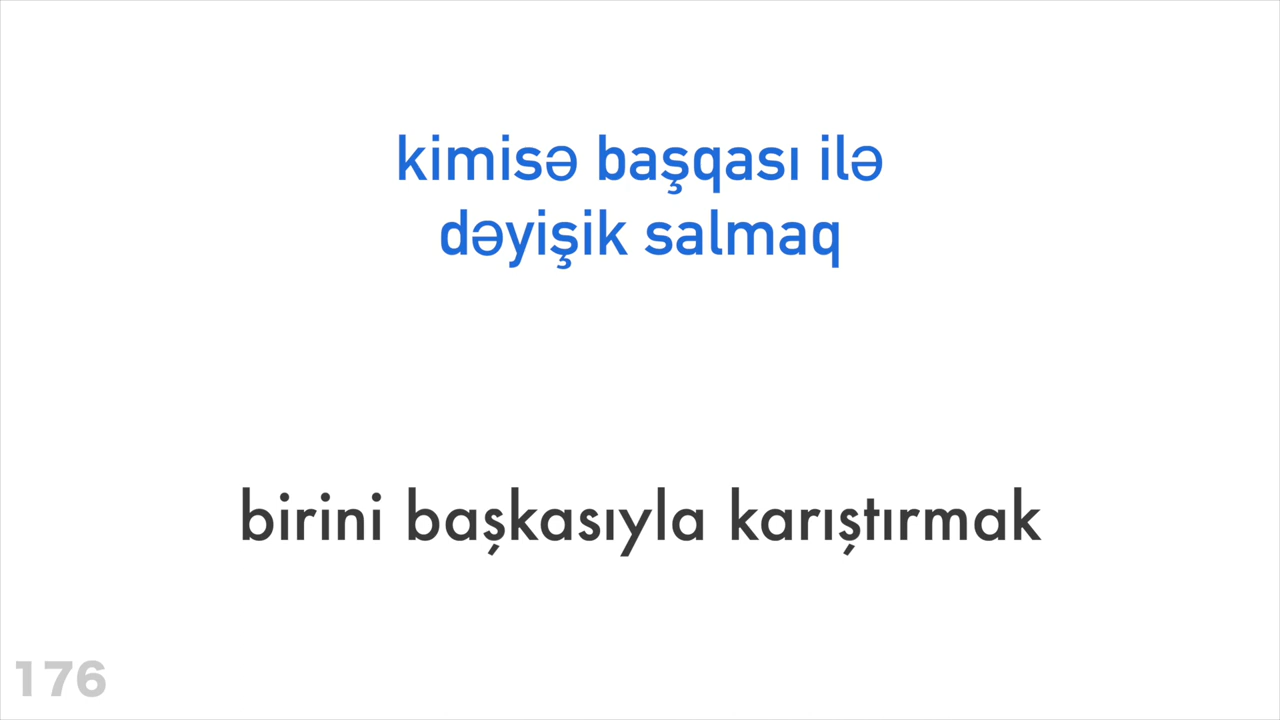 kimisə başqası ilə
dəyişik salmaq
birini başkasıyla karıştırmak
176